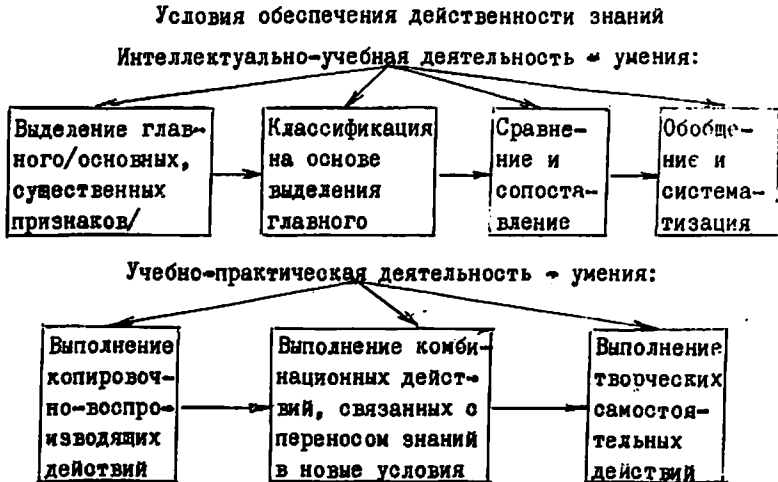 Условия обеспечения действенности знаний
Интеллектуально-учебная деятельность - умения:
Выделение глав-
ного/основных,
существенных
признаков/
Классификация
на основе
выделения
главного
Сравне-
ние и
сопостав-
вление
Обобще-
ние и
система-
тизация
Учебно-практическая деятельность - умения:
Выполнение
копировоч-
но-воспро-
изводящих
действий
Выполнение комби-
национных дейст-
вий, связанных с
переносом знаний
в новые условия
Выполнение
творческих
самостоя-
тельных
действий